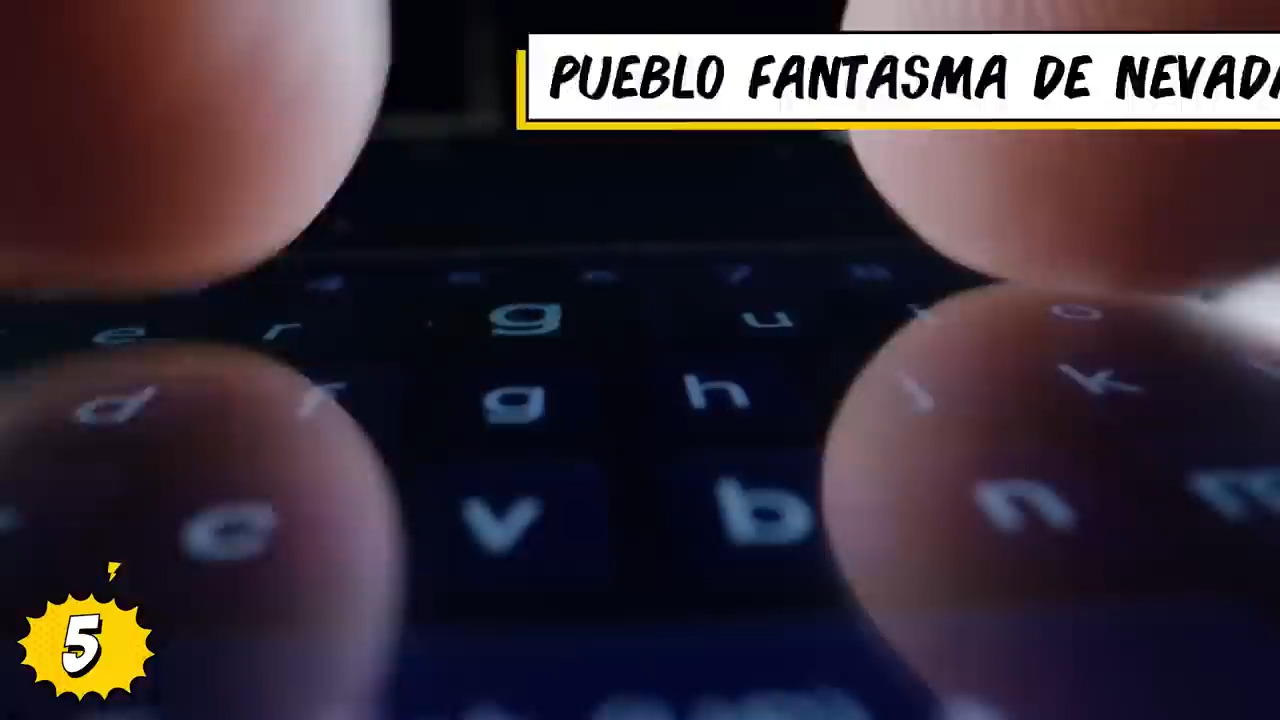 PUEBLO FANTASMA DE NEVADA
e r g u i o
d f g h j k
c v b n m
5